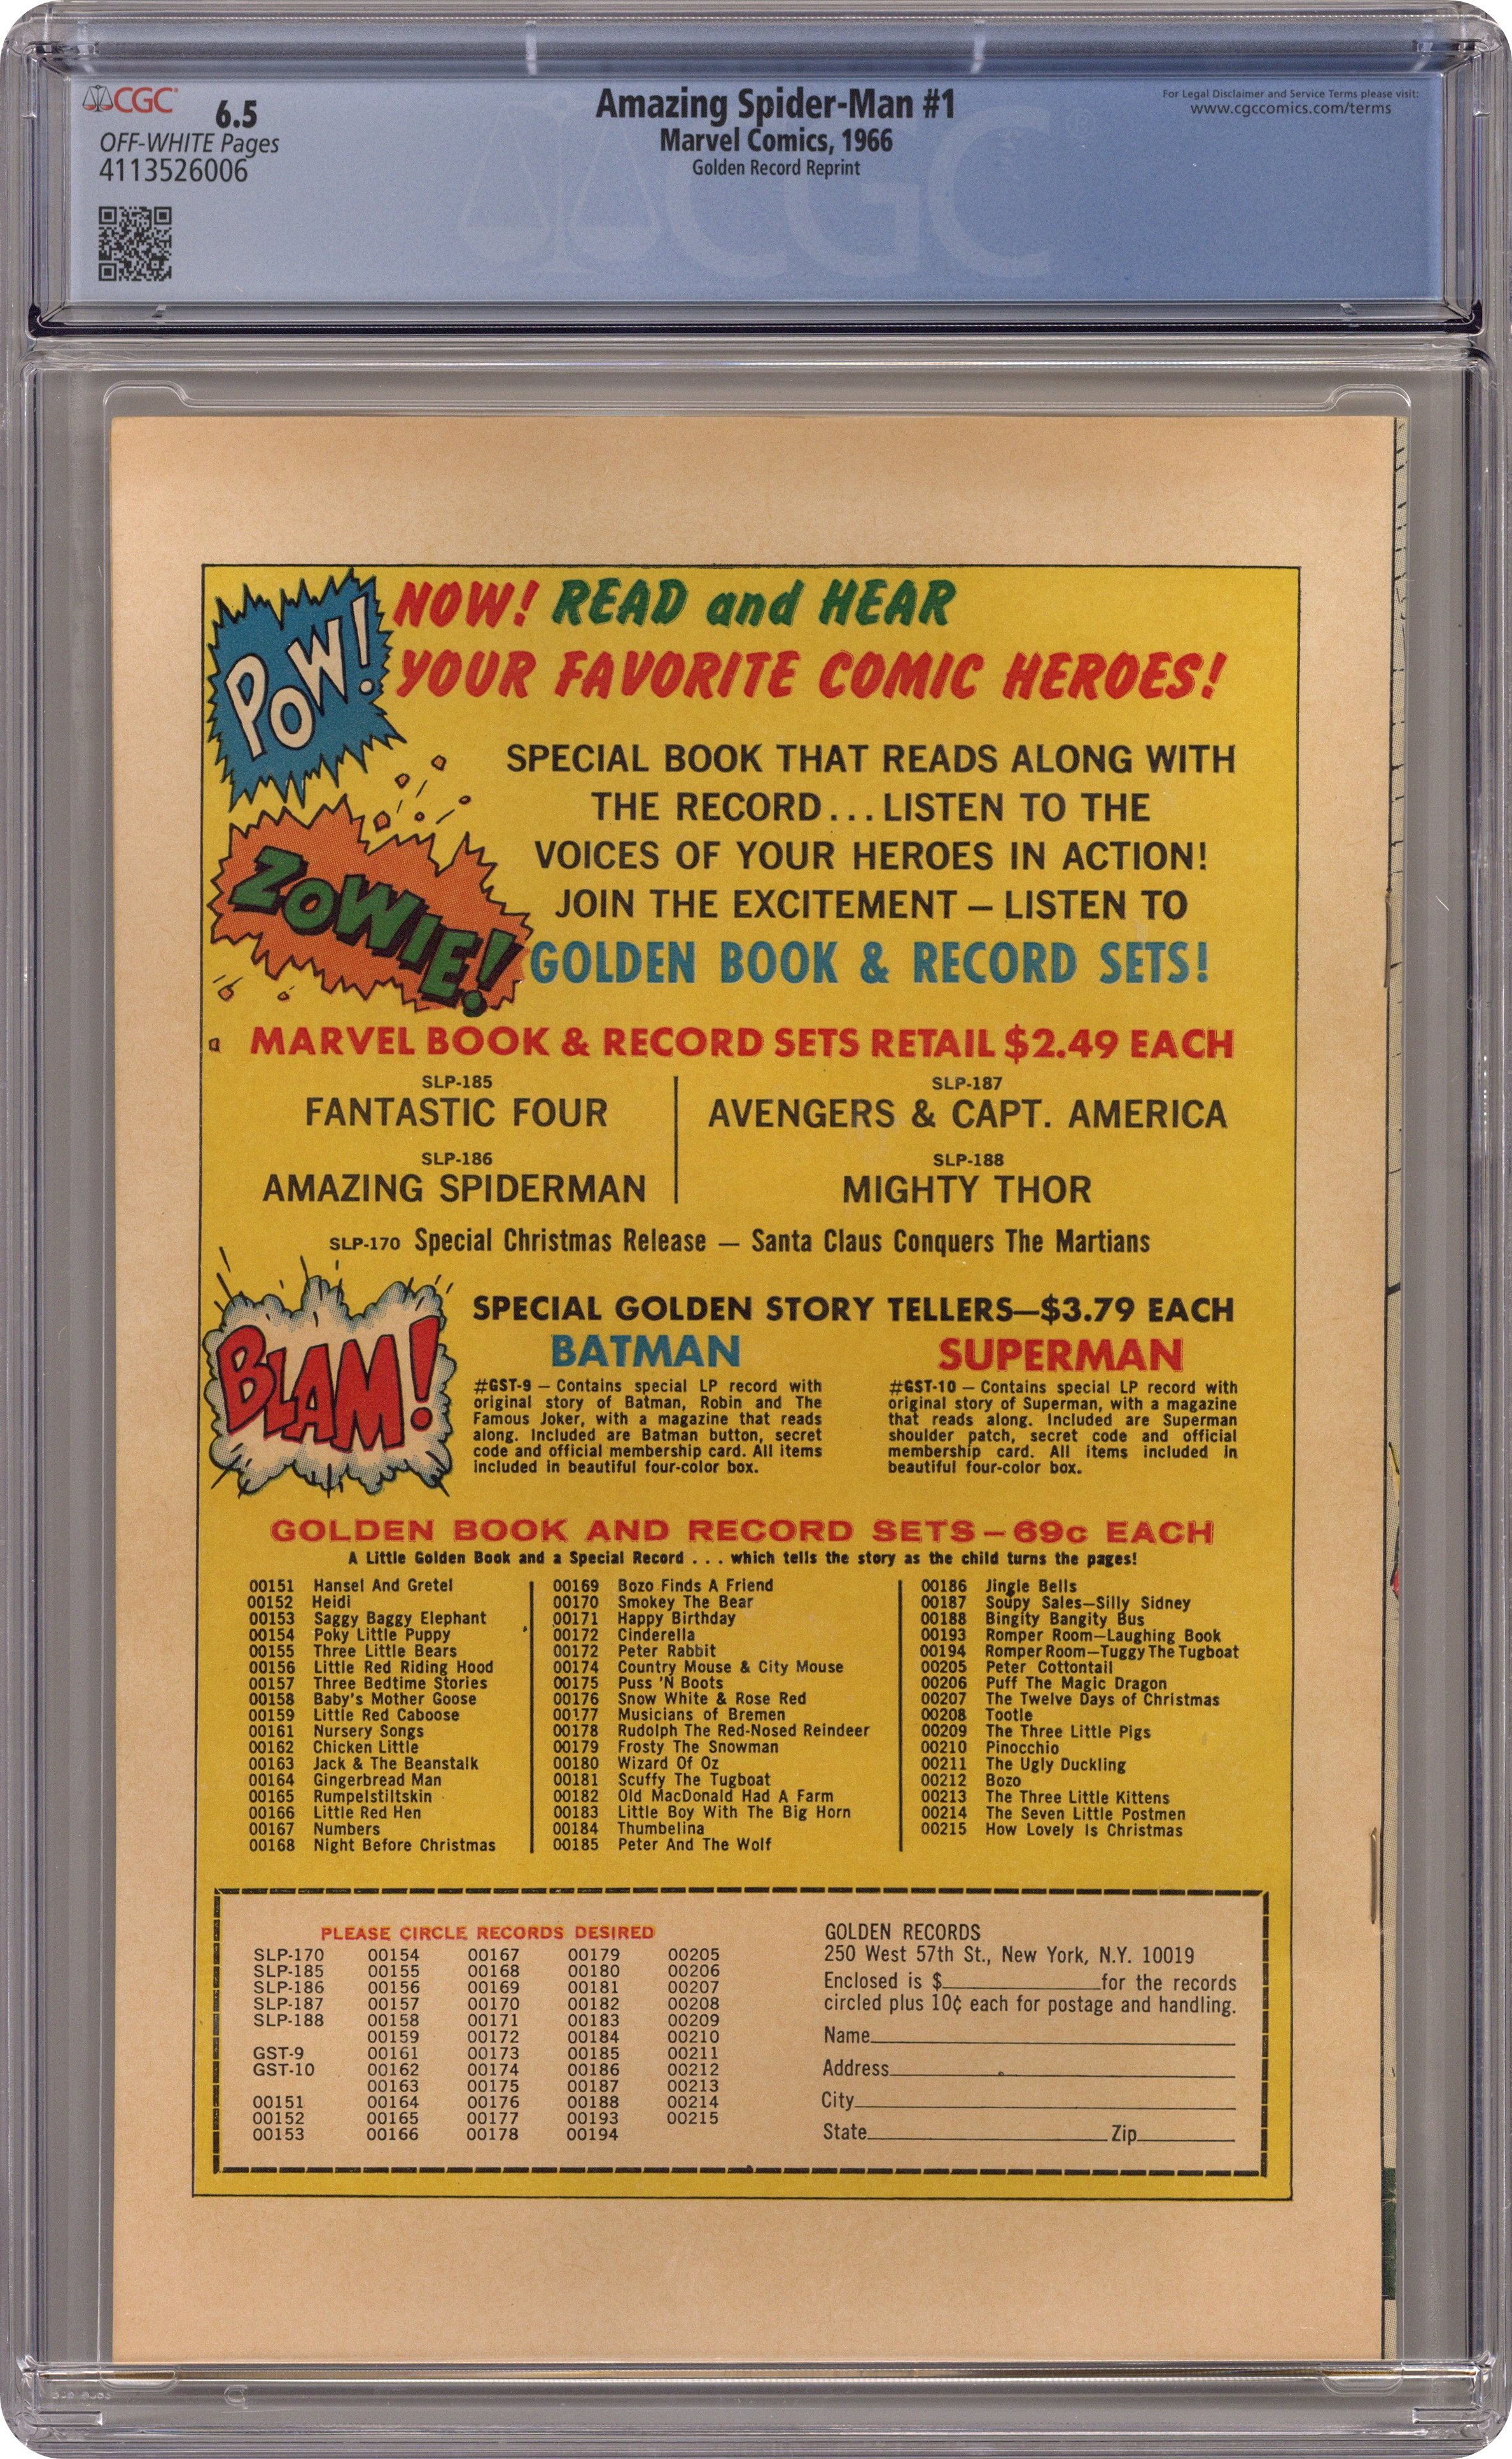 CGC
6.5
OFF-WHITE Pages
4113526006
Amazing Spider-Man #1
Marvel Comics, 1966
Golden Record Reprint
For Legal Disclaimer and Service Terms please visit:
www.cgccomics.com/terms
CGC
POW!
NOW! READ and HEAR
YOUR FAVORITE COMIC HEROES!
SPECIAL BOOK THAT READS ALONG WITH
THE RECORD...LISTEN TO THE
VOICES OF YOUR HEROES IN ACTION!
JOIN THE EXCITEMENT — LISTEN TO
ZOWIE!
GOLDEN BOOK & RECORD SETS!
MARVEL BOOK & RECORD SETS RETAIL $2.49 EACH
SLP-185
FANTASTIC FOUR
SLP-186
AMAZING SPIDERMAN
SLP-187
AVENGERS & CAPT. AMERICA
SLP-188
MIGHTY THOR
SLP-170 Special Christmas Release — Santa Claus Conquers The Martians
BLAM!
SPECIAL GOLDEN STORY TELLERS—$3.79 EACH
BATMAN
#GST-9 — Contains special LP record with
original story of Batman, Robin and The
Famous Joker, with a magazine that reads
along. Included are Batman button, secret
code and official membership card. All items
included in beautiful four-color box.
SUPERMAN
#GST-10 — Contains special LP record with
original story of Superman, with a magazine
that reads along. Included are Superman
shoulder patch, secret code and official
membership card. All items included in
beautiful four-color box.
GOLDEN BOOK AND RECORD SETS — 69c EACH
A Little Golden Book and a Special Record . . . which tells the story as the child turns the pages!
00151 Hansel And Gretel
00152 Heidi
00153 Saggy Baggy Elephant
00154 Poky Little Puppy
00155 Three Little Bears
00156 Little Red Riding Hood
00157 Three Bedtime Stories
00158 Baby's Mother Goose
00159 Little Red Caboose
00161 Nursery Songs
00162 Chicken Little
00163 Jack & The Beanstalk
00164 Gingerbread Man
00165 Rumpelstiltskin
00166 Little Red Hen
00167 Numbers
00168 Night Before Christmas
00169 Bozo Finds A Friend
00170 Smokey The Bear
00171 Happy Birthday
00172 Cinderella
00172 Peter Rabbit
00174 Country Mouse & City Mouse
00175 Puss 'N Boots
00176 Snow White & Rose Red
00177 Musicians of Bremen
00178 Rudolph The Red-Nosed Reindeer
00179 Frosty The Snowman
00180 Wizard Of Oz
00181 Scuffy The Tugboat
00182 Old MacDonald Had A Farm
00183 Little Boy With The Big Horn
00184 Thumbelina
00185 Peter And The Wolf
00186 Jingle Bells
00187 Soupy Sales—Silly Sidney
00188 Bingity Bangity Bus
00193 Romper Room—Laughing Book
00194 Romper Room—Tuggy The Tugboat
00205 Peter Cottontail
00206 Puff The Magic Dragon
00207 The Twelve Days of Christmas
00208 Tootle
00209 The Three Little Pigs
00210 Pinocchio
00211 The Ugly Duckling
00212 Bozo
00213 The Three Little Kittens
00214 The Seven Little Postmen
00215 How Lovely Is Christmas
PLEASE CIRCLE RECORDS DESIRED
SLP-170 00154 00167 00179 00205
SLP-185 00155 00168 00180 00206
SLP-186 00156 00169 00181 00207
SLP-187 00157 00170 00182 00208
SLP-188 00158 00171 00183 00209
00159 00172 00184 00210
GST-9 00161 00173 00185 00211
GST-10 00162 00174 00186 00212
00163 00175 00187 00213
00151 00164 00176 00188 00214
00152 00165 00177 00193 00215
00153 00166 00178 00194
GOLDEN RECORDS
250 West 57th St., New York, N.Y. 10019
Enclosed is $ for the records
circled plus 10¢ each for postage and handling.
Name
Address
City
State Zip